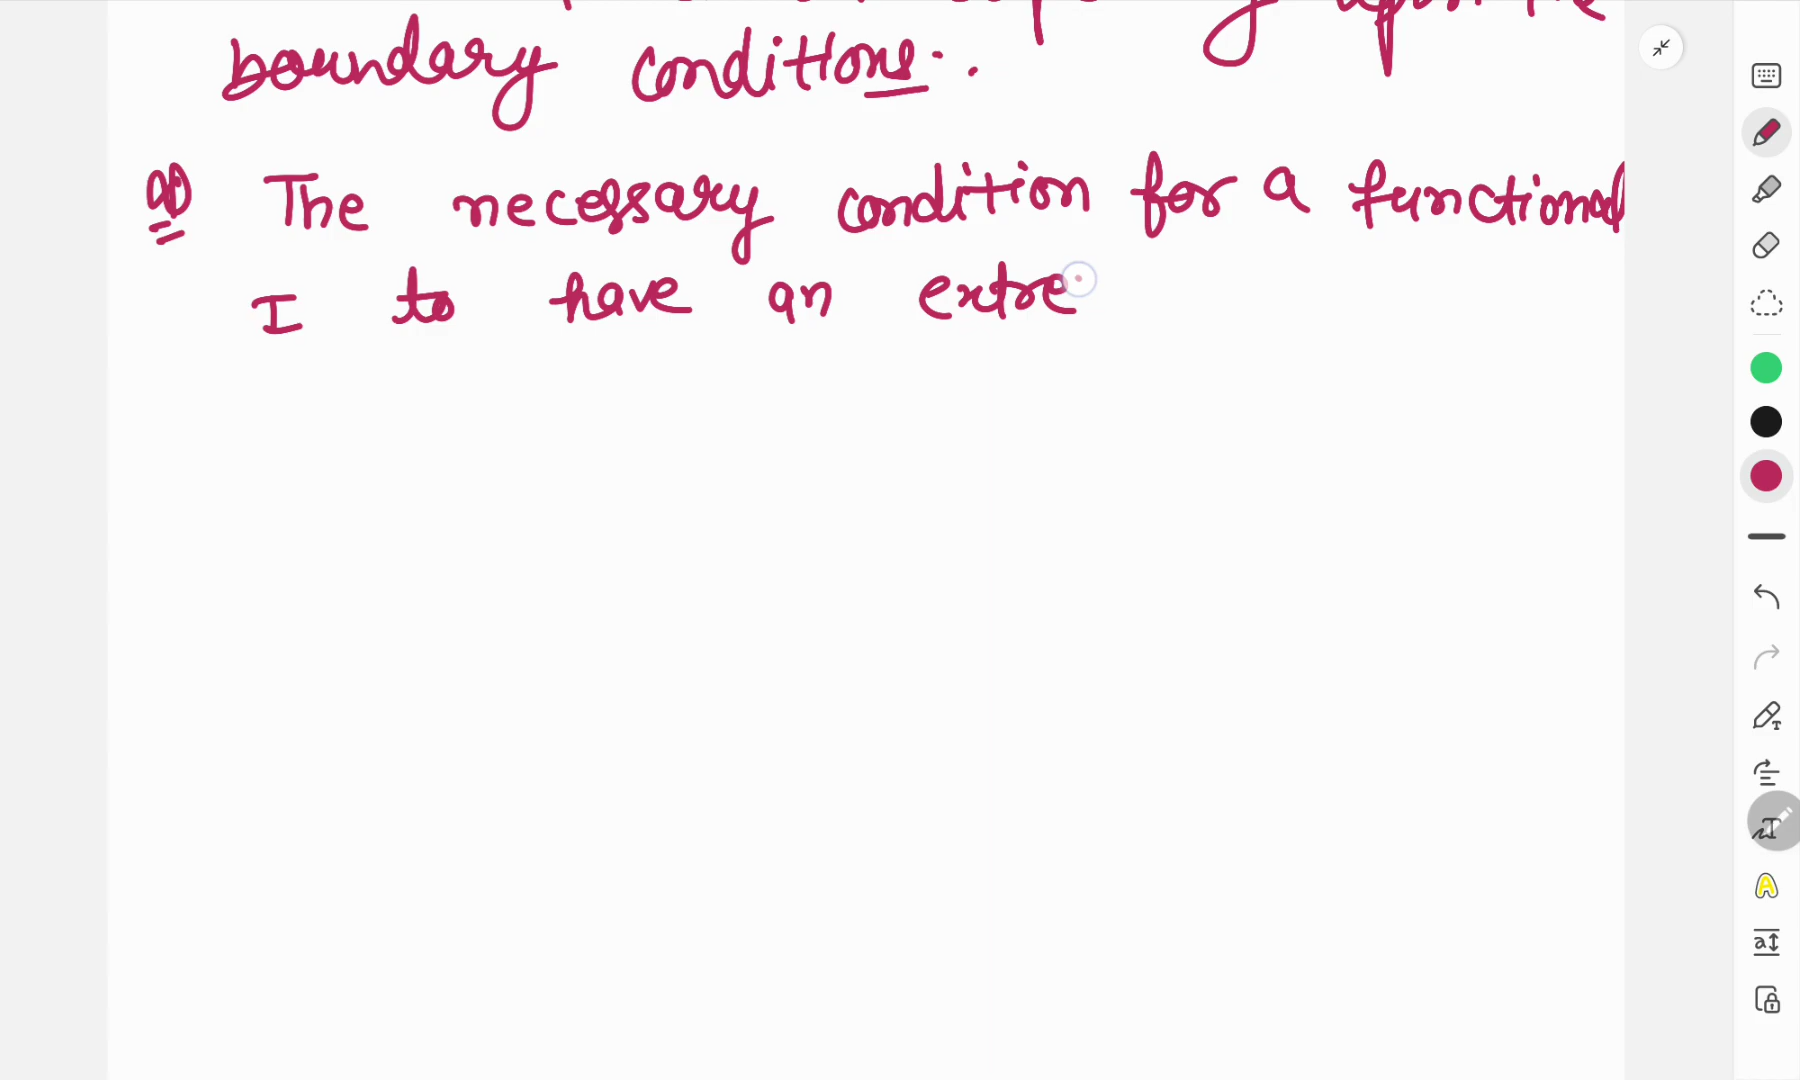 boundary conditions.
The necessary condition for a functional
I to have an extre